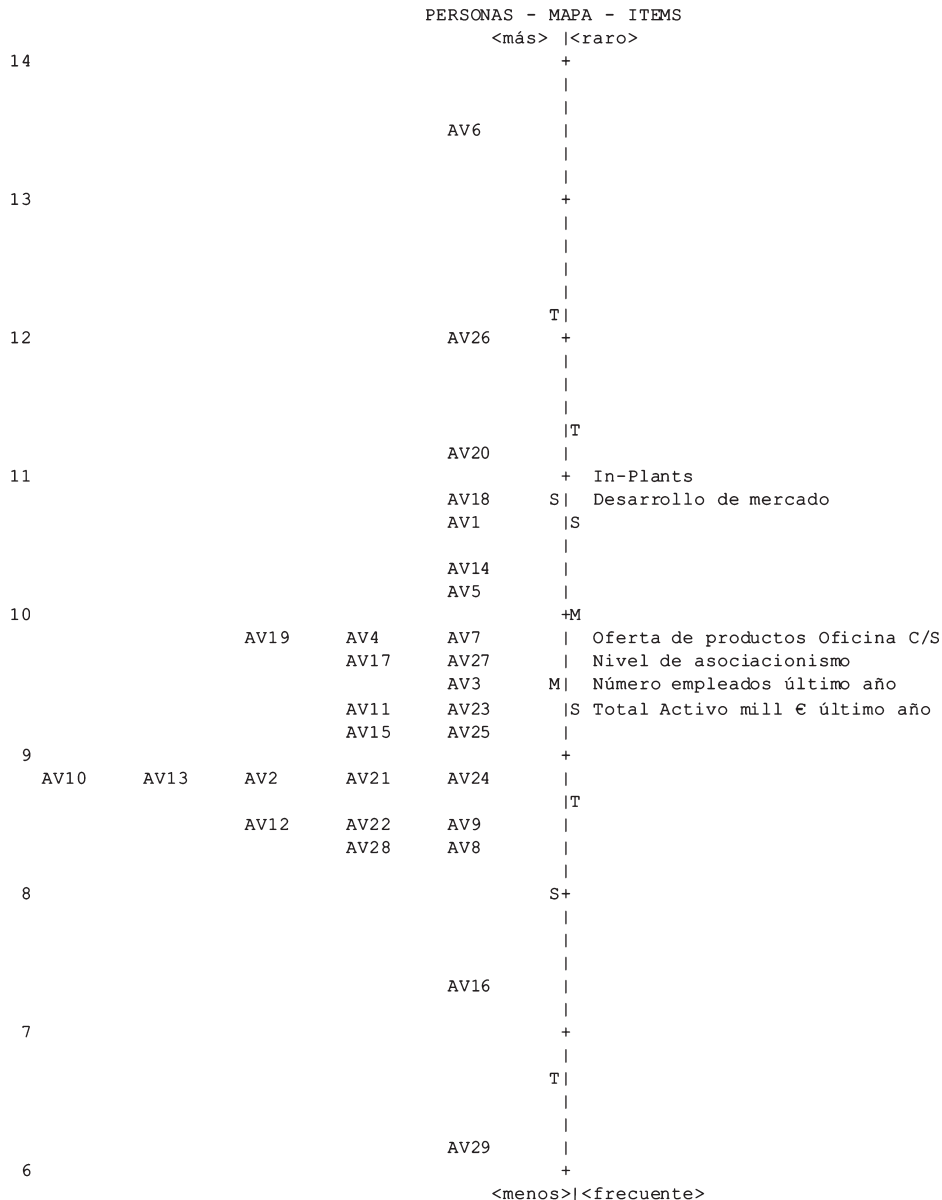 PERSONAS - MAPA - ITEMS
<más> |<raro>
14 +
|
|
AV6 |
|
|
13 +
|
|
|
|
T|
12 AV26 +
|
|
|
|T
AV20 |
11 + In-Plants
AV18 S| Desarrollo de mercado
AV1 |S
|
AV14 |
AV5 |
10 +M
AV19 AV4 AV7 | Oferta de productos Oficina C/S
AV17 AV27 | Nivel de asociacionismo
AV3 M| Número empleados último año
AV11 AV23 |S Total Activo mill € último año
AV15 AV25 |
9 +
AV10 AV13 AV2 AV21 AV24 |
|T
AV12 AV22 AV9 |
AV28 AV8 |
|
8 S+
|
|
|
AV16 |
|
7 +
|
T|
|
|
AV29 |
6 +
<menos>|<frecuente>